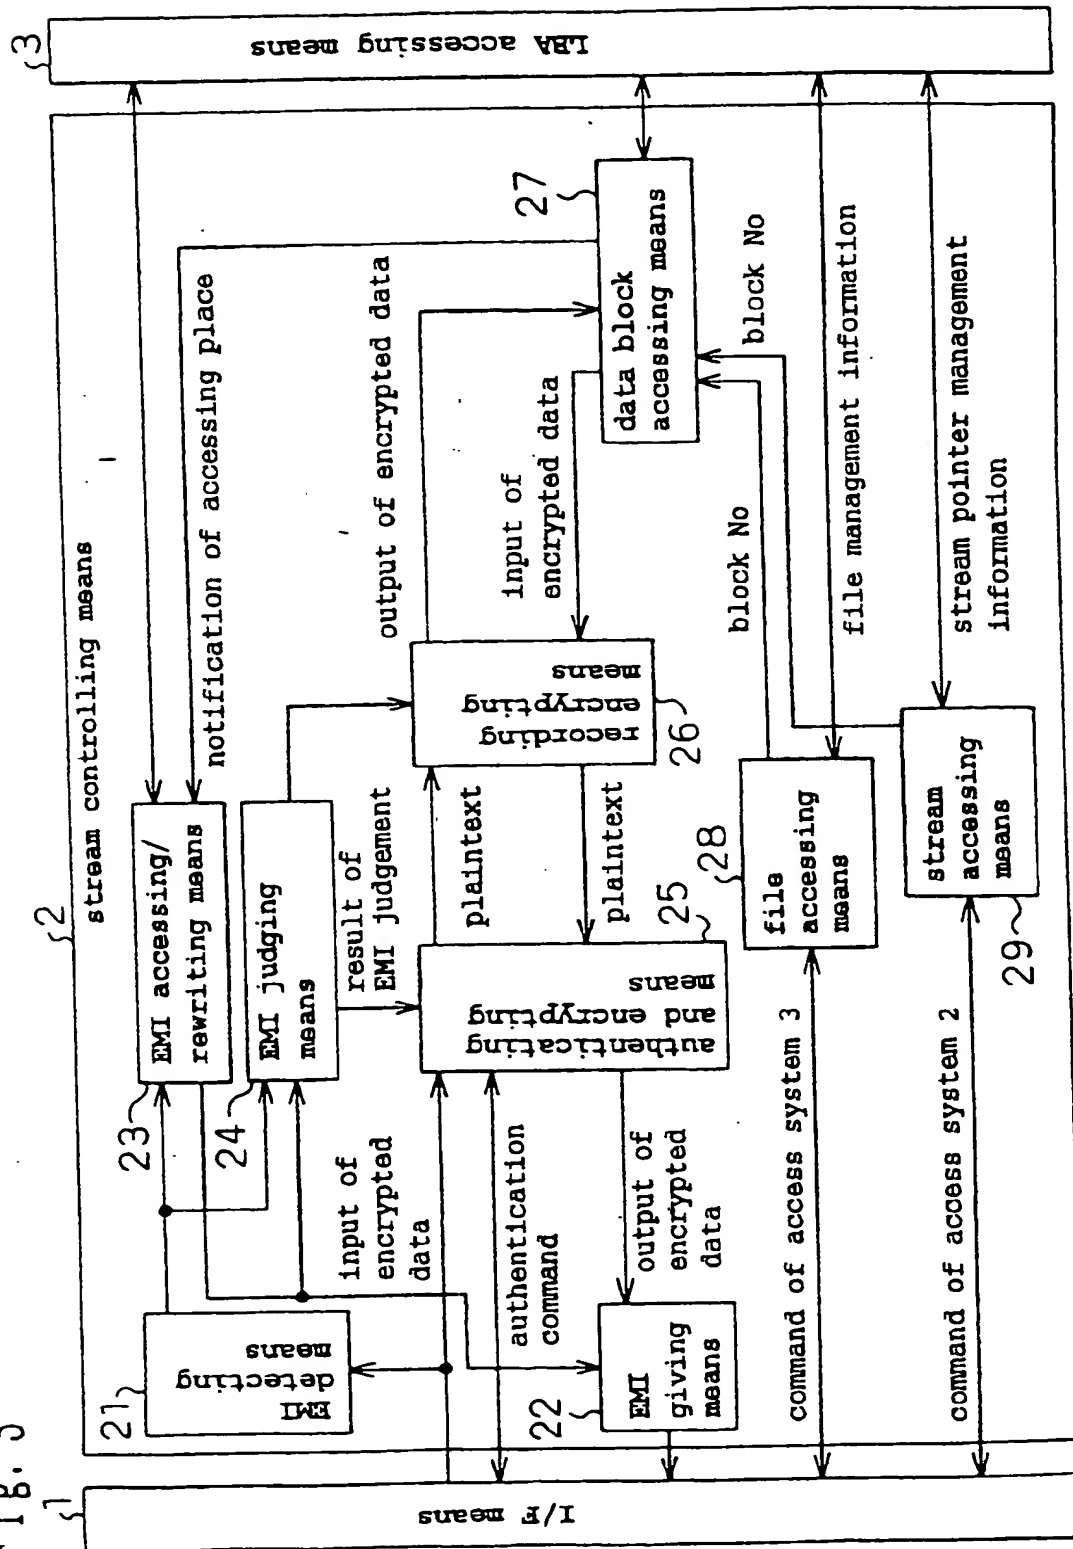 Fig. 3
1
I/F means
2
stream controlling means
3
LBA accessing means
21
EMI
detecting
means
22
EMI
giving
means
23
EMI accessing/
rewriting means
24
EMI judging
means
notification of accessing place
result of
EMI judgement
input of
encrypted
data
authentication
command
output of
encrypted
data
25
authenticating
and encrypting
means
plaintext
plaintext
26
recording
encrypting
means
output of encrypted data
input of
encrypted data
27
data block
accessing means
block No
block No
28
file
accessing
means
file management information
29
stream
accessing
means
stream pointer management
information
command of access system 3
command of access system 2